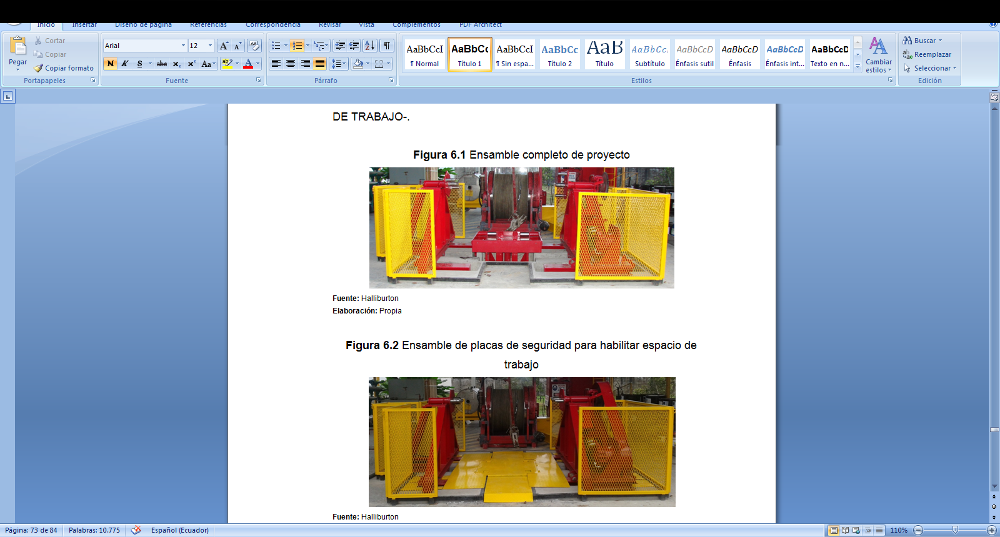 Inicio Insertar Diseño de página Referencias Correspondencia Revisar Vista Complementos PDF Architect
Pegar
Cortar
Copiar
Copiar formato
Portapapeles
Arial 12
N K S abc x₂ x² Aa
Fuente
Párrafo
AaBbCcI AaBbCc AaBbCcI AaBbCc AaB AaBbCc. AaBbCcD AaBbCcD AaBbCcD AaBbCcD
¶ Normal Título 1 ¶ Sin espa... Título 2 Título Subtítulo Énfasis sutil Énfasis Énfasis int... Texto en n...
Estilos
Cambiar
estilos
Buscar
Reemplazar
Seleccionar
Edición
DE TRABAJO-.
Figura 6.1 Ensamble completo de proyecto
Fuente: Halliburton
Elaboración: Propia
Figura 6.2 Ensamble de placas de seguridad para habilitar espacio de
trabajo
Fuente: Halliburton
Página: 73 de 84 Palabras: 10.775 Español (Ecuador) 110%